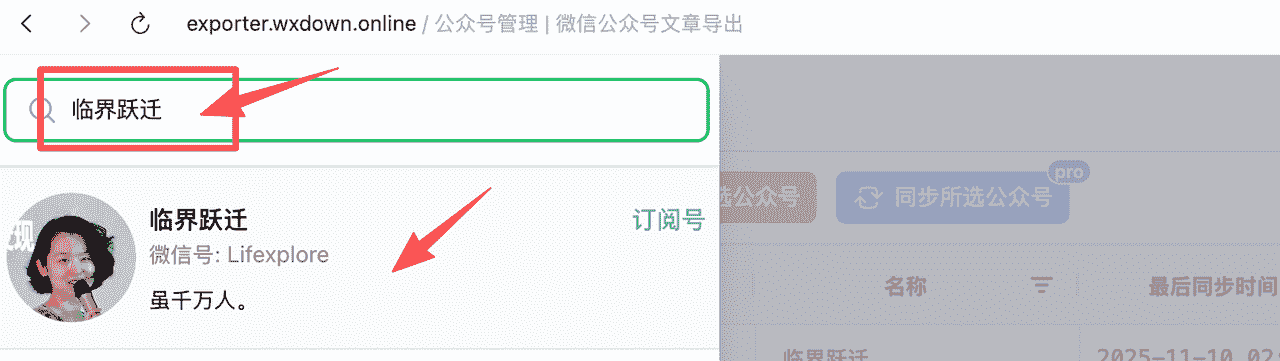 exporter.wxdown.online / 公众号管理 | 微信公众号文章导出
临界跃迁
临界跃迁
订阅号
微信号: Lifexplore
虽千万人。
现
选公众号
同步所选公众号
pro
名称
最后同步时间
临界跃迁
2025-11-10 02: